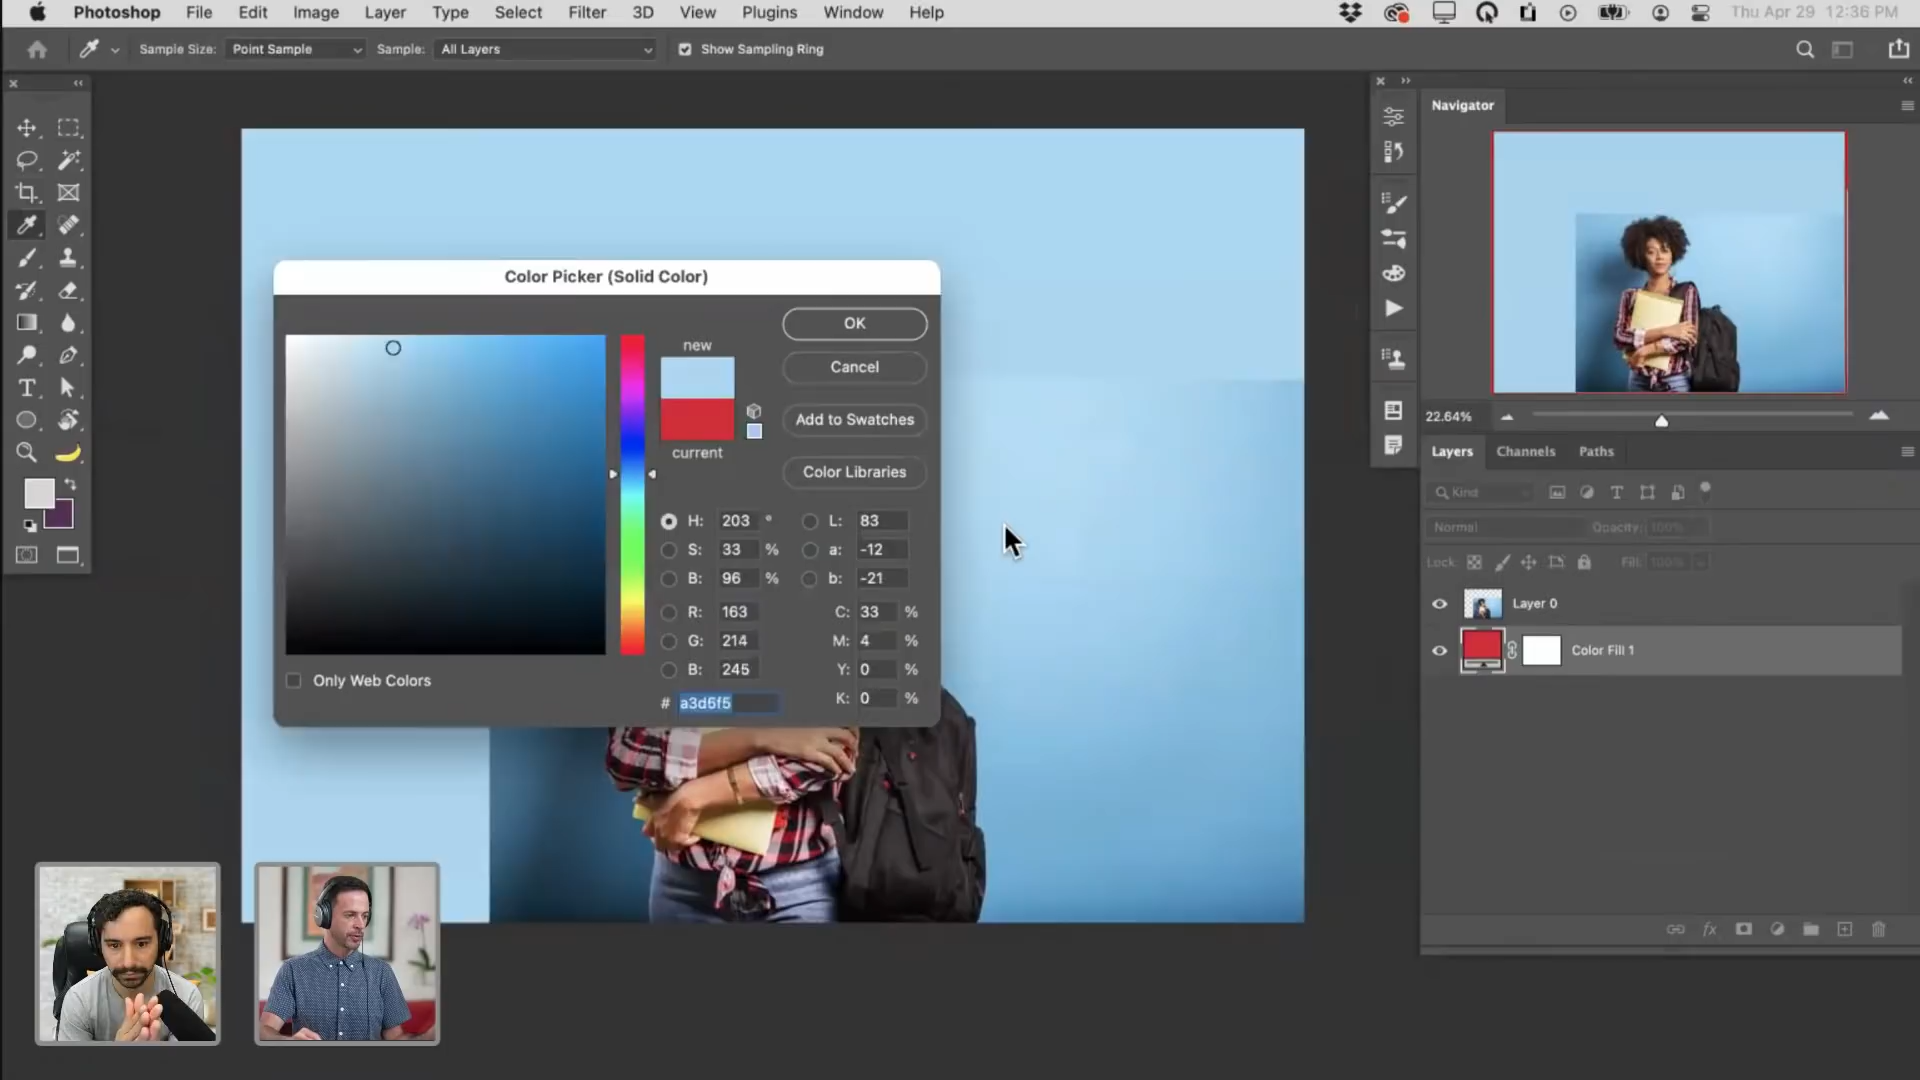 Photoshop File Edit Image Layer Type Select Filter 3D View Plugins Window Help Thu Apr 29 12:36 PM
Sample Size: Point Sample Sample: All Layers Show Sampling Ring
Navigator
Color Picker (Solid Color)
OK
new
Cancel
Add to Swatches
current
Color Libraries
22.64%
Layers Channels Paths
Kind
Normal Opacity: 100%
H: 203 ° L: 83
S: 33 % a: -12
B: 96 % b: -21
Lock: Fill: 100%
R: 163 C: 33 %
Layer 0
G: 214 M: 4 %
Color Fill 1
B: 245 Y: 0 %
Only Web Colors
# a3d6f5 K: 0 %